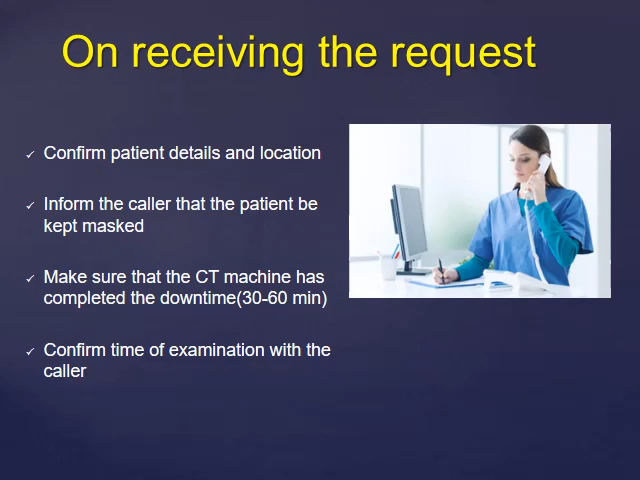 On receiving the request
✓ Confirm patient details and location
✓ Inform the caller that the patient be
kept masked
✓ Make sure that the CT machine has
completed the downtime(30-60 min)
✓ Confirm time of examination with the
caller